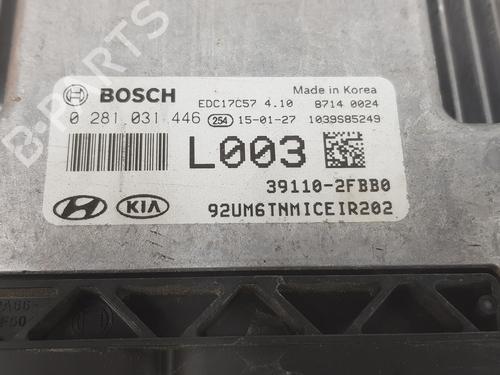 B-PARTS
BOSCH
EDC17C57 4.10
Made in Korea
8714 0024
0 281 031 446
254
15-01-27
1039S85249
L003
39110-2FBB0
KIA
92UM6TNMICEIR202